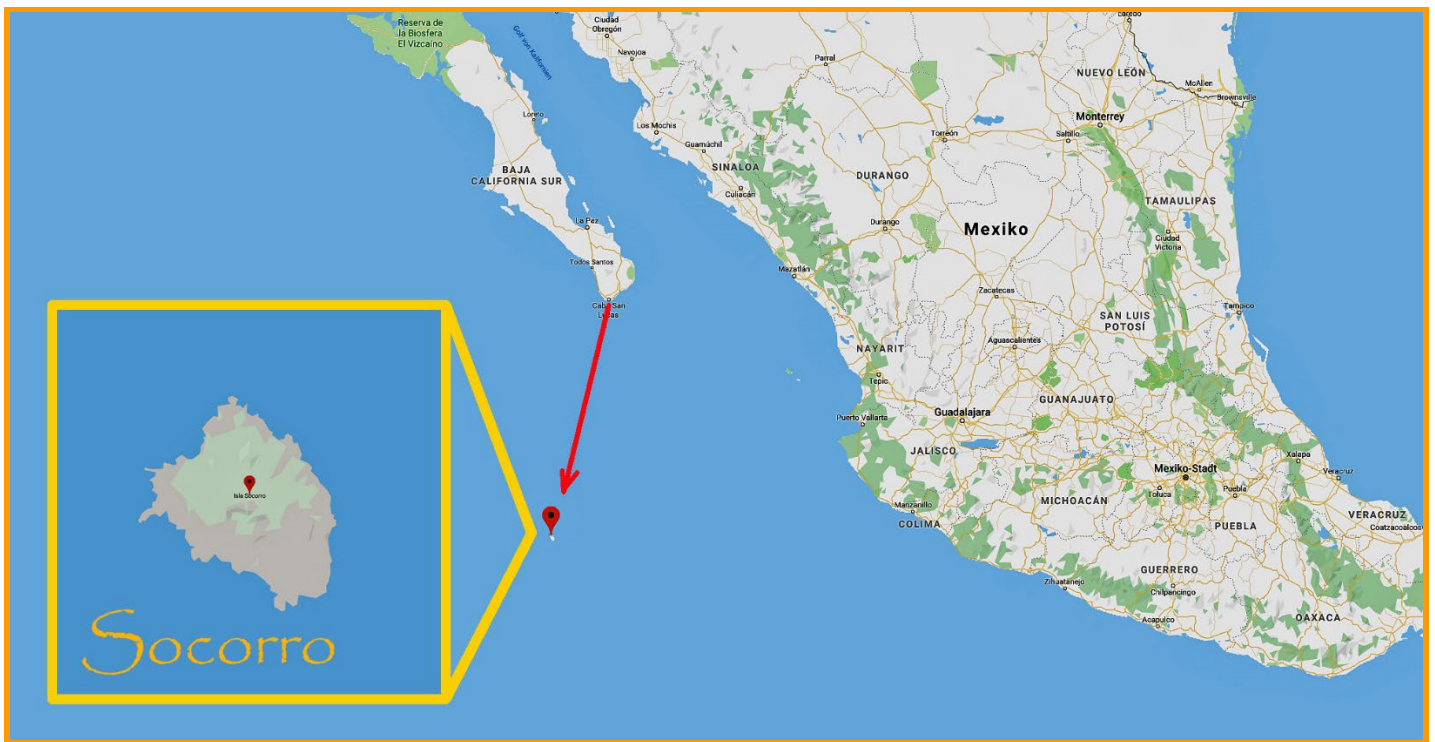 Reserva de
la Biosfera
El Vizcaíno
Golf von Kalifornien
Ciudad
Obregón
Navojoa
Parral
Laredo
NUEVO LEÓN
McAllen
Brownsville
Monterrey
Saltillo
Torreón
Loreto
Los Mochis
Guamúchil
SINALOA
Culiacán
DURANGO
BAJA
CALIFORNIA SUR
TAMAULIPAS
La Paz
Durango
Mexiko
Ciudad
Victoria
Todos Santos
Mazatlán
Zacatecas
Cabo San
Lucas
Tampico
SAN LUIS
POTOSÍ
Aguascalientes
NAYARIT
Tepic
GUANAJUATO
Puerto Vallarta
Guadalajara
JALISCO
Xalapa
Mexiko-Stadt
Veracruz
Toluca
Puebla
MICHOACÁN
Manzanillo
COLIMA
VERACRUZ
PUEBLA
Coatzacoalcos
GUERRERO
Zihuatanejo
Chilpancingo
Acapulco
OAXACA
Isla Socorro
Socorro